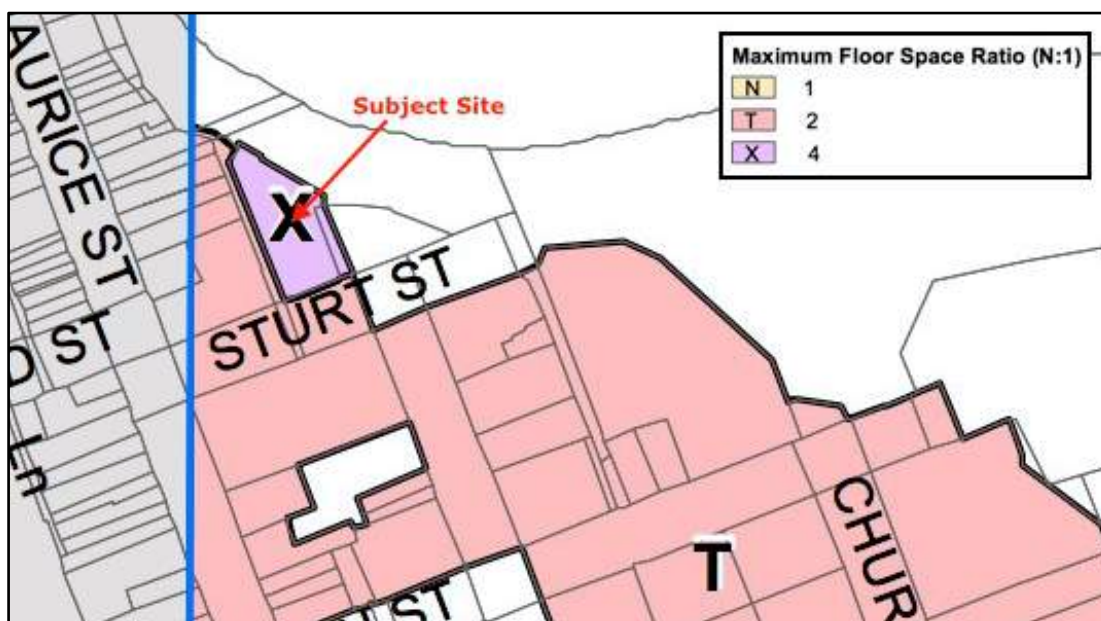 Maximum Floor Space Ratio (N:1)
N 1
T 2
X 4
Subject Site
AURICE ST
X
STURT ST
D ST
Ln
CHUR
T
ST